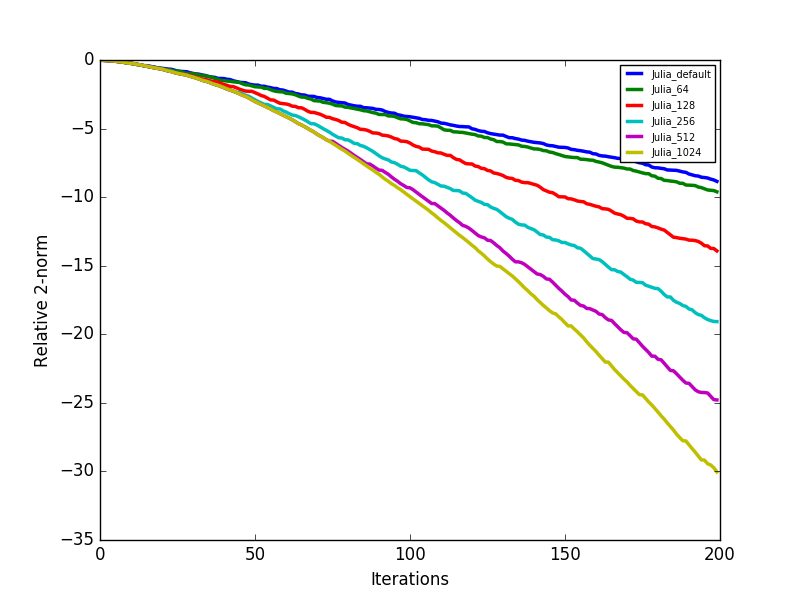 0
−5
−10
−15
−20
−25
−30
−35
Relative 2-norm
0
50
100
150
200
Iterations
Julia_default
Julia_64
Julia_128
Julia_256
Julia_512
Julia_1024